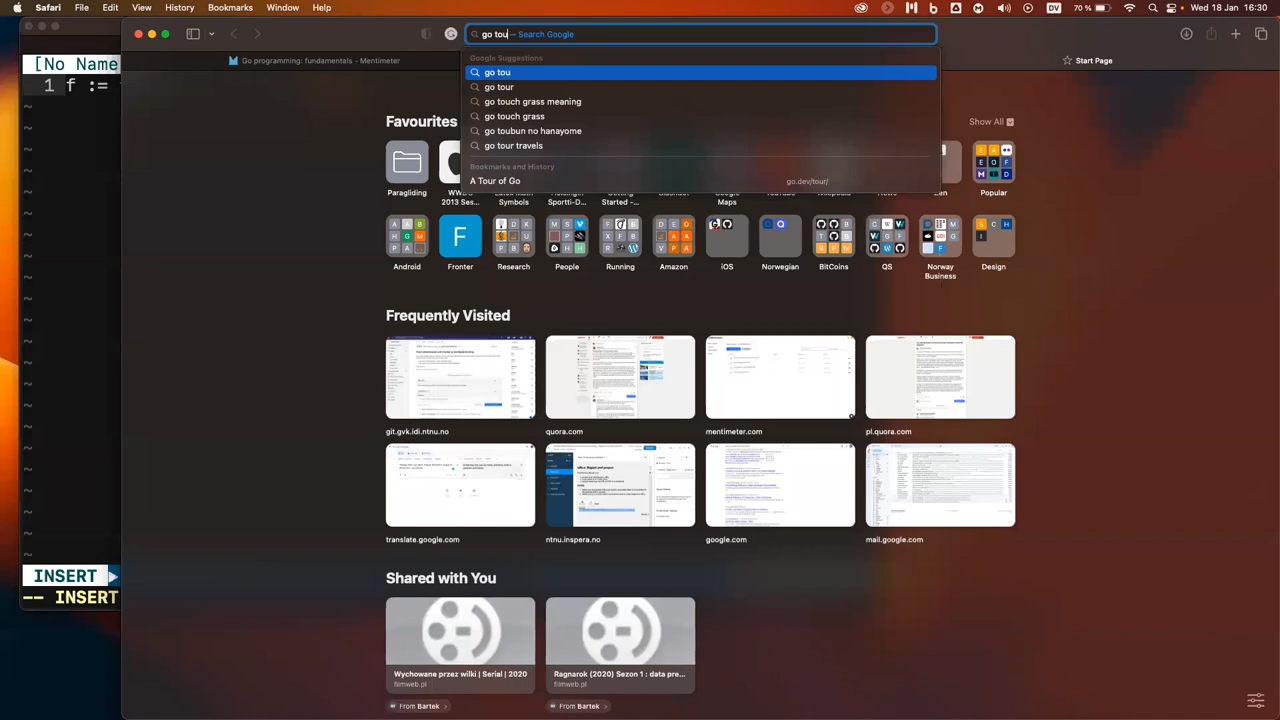 Safari File Edit View History Bookmarks Window Help
Wed 18 Jan 16:30
go tou — Search Google
[No Name
Go programming: fundamentals - Mentimeter
Start Page
Google Suggestions
go tou
go tour
go touch grass meaning
go touch grass
go toubun no hanayome
go tour travels
Bookmarks and History
A Tour of Go
go.dev/tour/
1 f :=
Favourites
Show All
Paragliding
2013 Ses...
Symbols
Sportti-D...
Getting
Started -...
Google
Maps
Popular
Android
Fronter
Research
People
Running
Amazon
iOS
Norwegian
BitCoins
QS
Norway
Business
Design
Frequently Visited
git.gvk.idi.ntnu.no
quora.com
mentimeter.com
pl.quora.com
translate.google.com
ntnu.inspera.no
google.com
mail.google.com
Shared with You
INSERT
-- INSERT
Wychowane przez wilki | Serial | 2020
filmweb.pl
Ragnarok (2020) Sezon 1 : data pre...
filmweb.pl
From Bartek >
From Bartek >